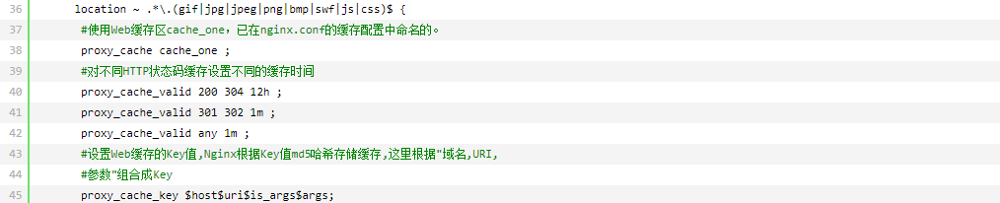 36 location ~ .*\.(gif|jpg|jpeg|png|bmp|swf|js|css)$ {
37 #使用Web缓存区cache_one，已在nginx.conf的缓存配置中命名的。
38 proxy_cache cache_one ;
39 #对不同HTTP状态码缓存设置不同的缓存时间
40 proxy_cache_valid 200 304 12h ;
41 proxy_cache_valid 301 302 1m ;
42 proxy_cache_valid any 1m ;
43 #设置Web缓存的Key值,Nginx根据Key值md5哈希存储缓存,这里根据"域名,URI,
44 #参数"组合成Key
45 proxy_cache_key $host$uri$is_args$args;